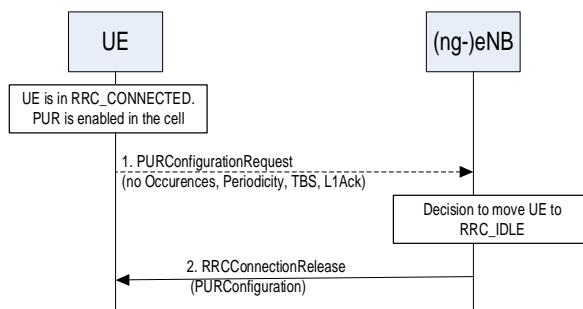 UE
(ng-)eNB
UE is in RRC_CONNECTED.
PUR is enabled in the cell
1. PURConfigurationRequest
(no Occurences, Periodicity, TBS, L1Ack)
Decision to move UE to
RRC_IDLE
2. RRCConnectionRelease
(PURConfiguration)